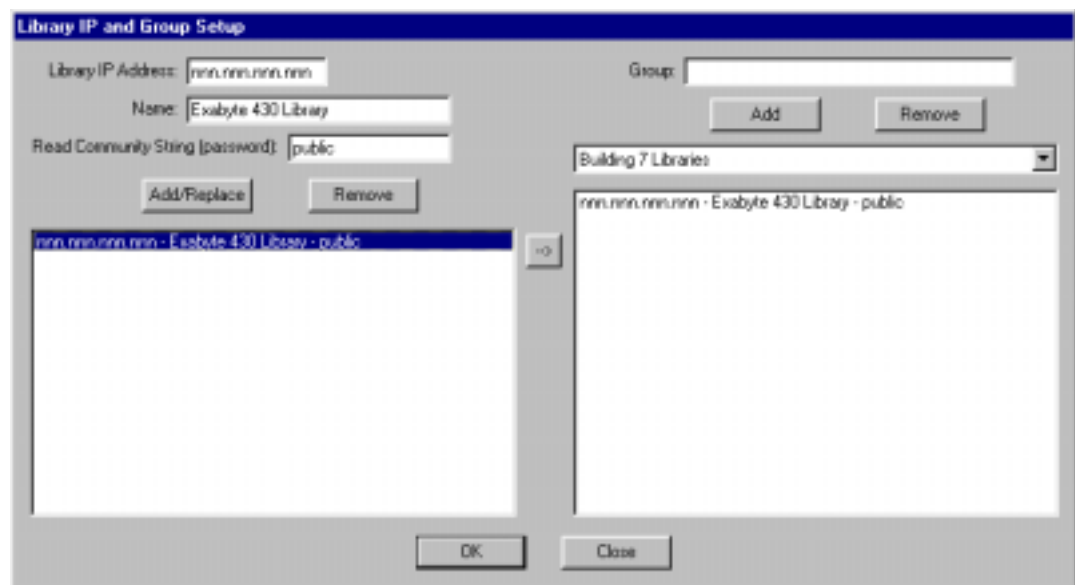 Library IP and Group Setup
Library IP Address: nnn.nnn.nnn.nnn
Name: Exabyte 430 Library
Read Community String (password): public
Add/Replace
Remove
nnn.nnn.nnn.nnn - Exabyte 430 Library - public
Group:
Add
Remove
Building 7 Libraries
nnn.nnn.nnn.nnn - Exabyte 430 Library - public
OK
Close